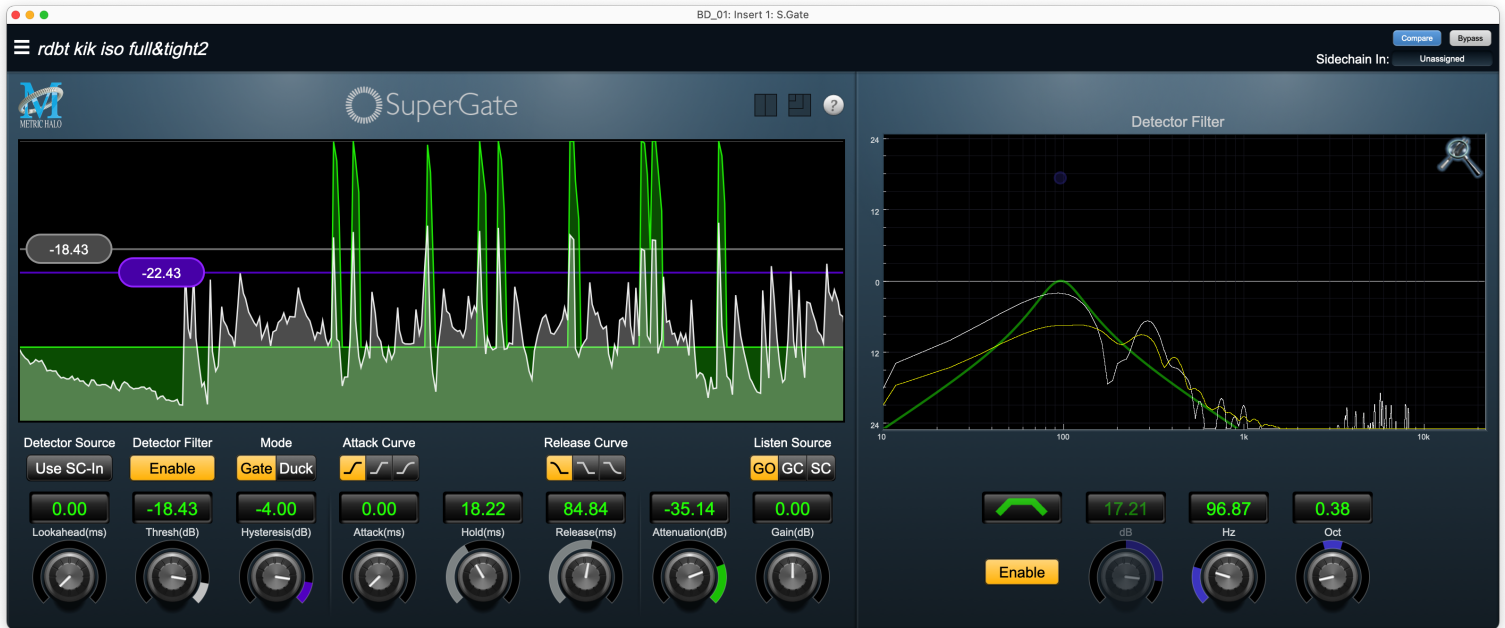 BD_01: Insert 1: S.Gate
rdbt kik iso full&tight2
Compare Bypass
Sidechain In: Unassigned
METRIC HALO
SuperGate
?
-18.43
-22.43
Detector Source Detector Filter Mode Attack Curve Release Curve Listen Source
Use SC-In Enable Gate Duck GO GC SC
0.00 -18.43 -4.00 0.00 18.22 84.84 -35.14 0.00
Lookahead(ms) Thresh(dB) Hysteresis(dB) Attack(ms) Hold(ms) Release(ms) Attenuation(dB) Gain(dB)
Detector Filter
24
12
0
12
24
10 100 1k 10k
17.21 96.87 0.38
dB Hz Oct
Enable